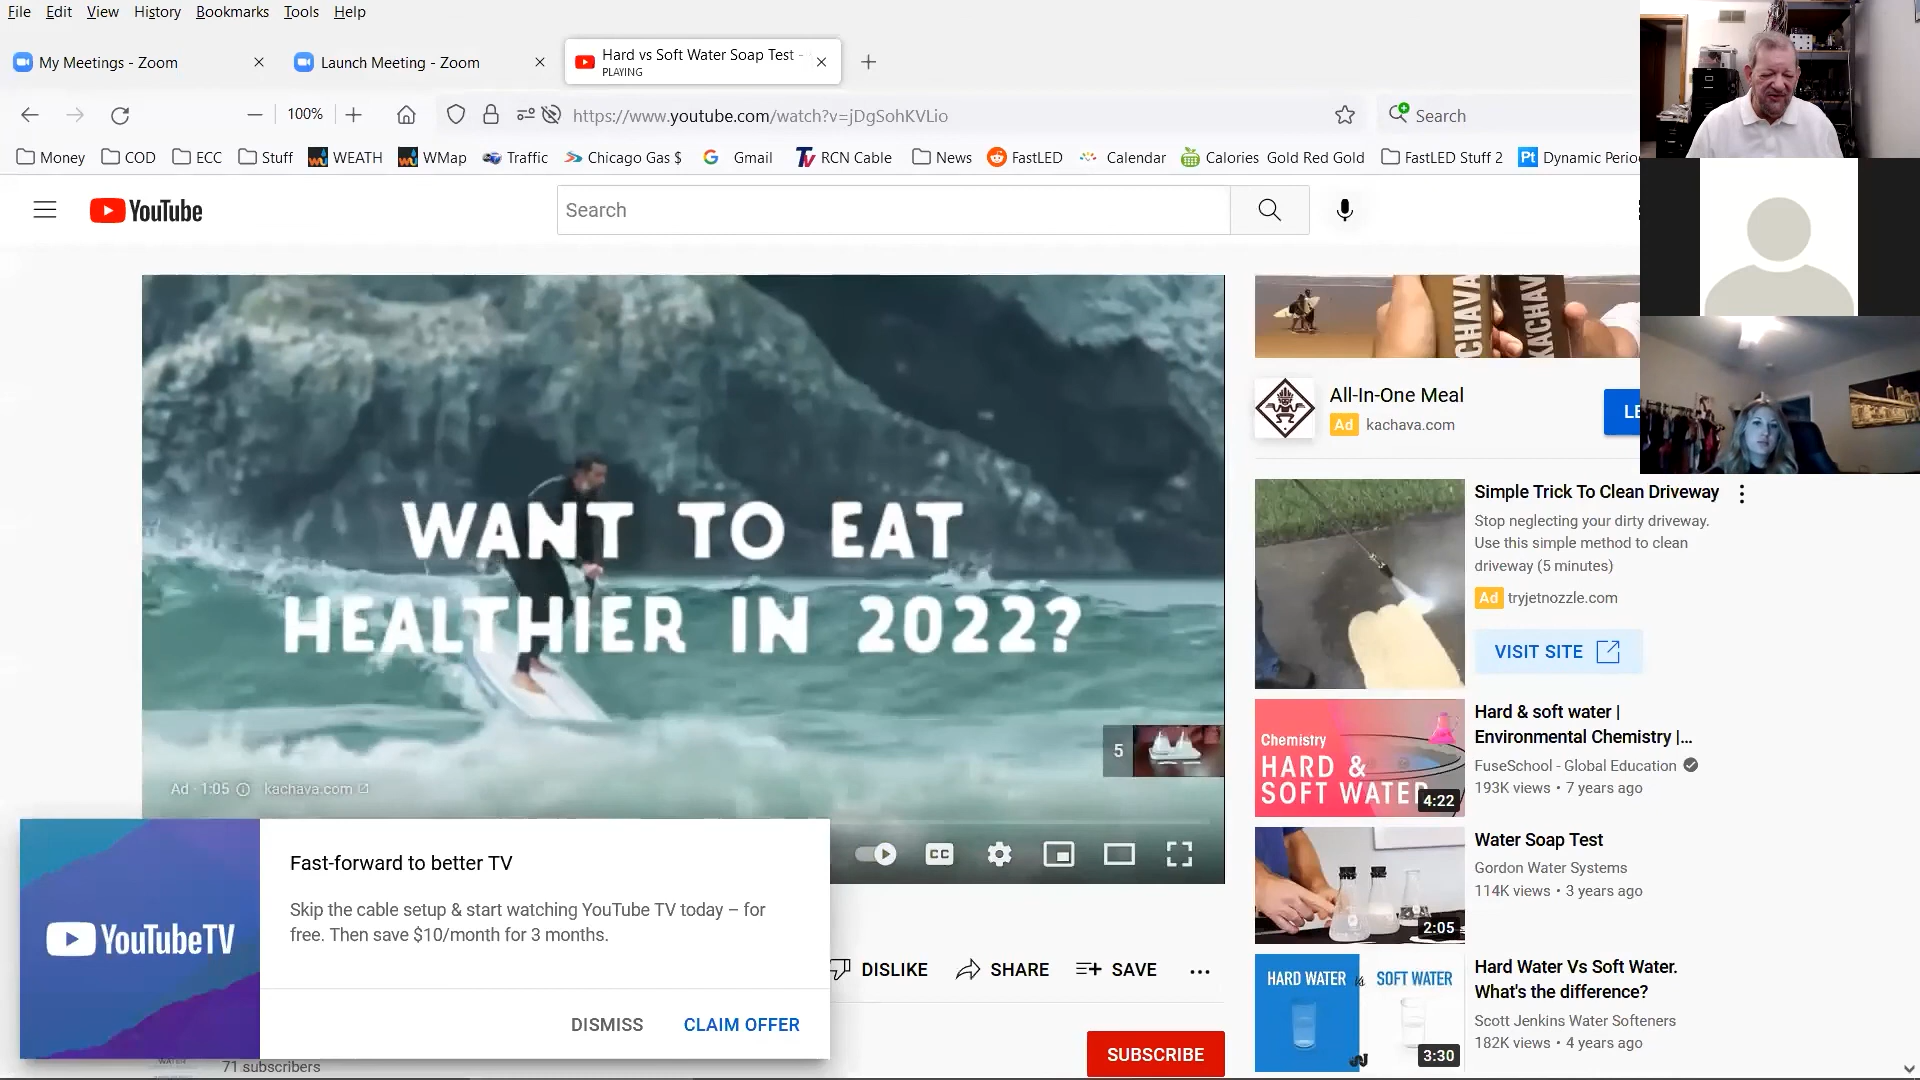 File Edit View History Bookmarks Tools Help
My Meetings - Zoom
Launch Meeting - Zoom
Hard vs Soft Water Soap Test -
PLAYING
100%
https://www.youtube.com/watch?v=jDgSohKVLio
Search
Money COD ECC Stuff WEATH WMap Traffic Chicago Gas $ Gmail RCN Cable News FastLED Calendar Calories Gold Red Gold FastLED Stuff 2 Dynamic Perio
YouTube
Search
WANT TO EAT
HEALTHIER IN 2022?
5
Ad · 1:05 kachava.com
CC
YouTubeTV
Fast-forward to better TV
Skip the cable setup & start watching YouTube TV today – for
free. Then save $10/month for 3 months.
DISMISS CLAIM OFFER
DISLIKE SHARE SAVE ...
71 subscribers
SUBSCRIBE
CHAVA
KACHAVA
All-In-One Meal
Ad kachava.com
LE
Simple Trick To Clean Driveway
Stop neglecting your dirty driveway.
Use this simple method to clean
driveway (5 minutes)
Ad tryjetnozzle.com
VISIT SITE
Chemistry
HARD &
SOFT WATER
4:22
Hard & soft water |
Environmental Chemistry |...
FuseSchool - Global Education
193K views • 7 years ago
2:05
Water Soap Test
Gordon Water Systems
114K views • 3 years ago
HARD WATER vs SOFT WATER
3:30
Hard Water Vs Soft Water.
What's the difference?
Scott Jenkins Water Softeners
182K views • 4 years ago